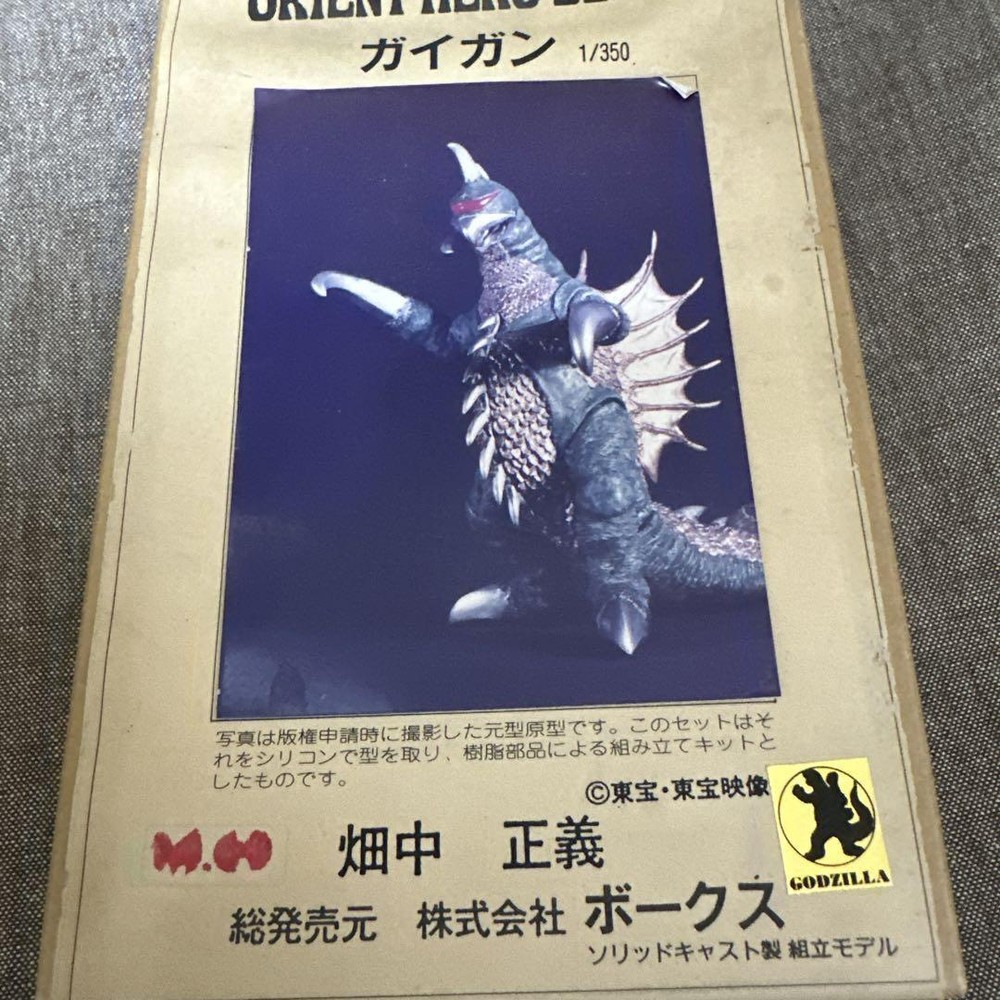 ORIENT HERO
ガイガン 1/350
写真は版権申請時に撮影した元型原型です。このセットはそ
れをシリコンで型を取り、樹脂部品による組み立てキットと
したものです。
©東宝・東宝映像
畑中 正義
GODZILLA
総発売元 株式会社 ボークス
ソリッドキャスト製 組立モデル